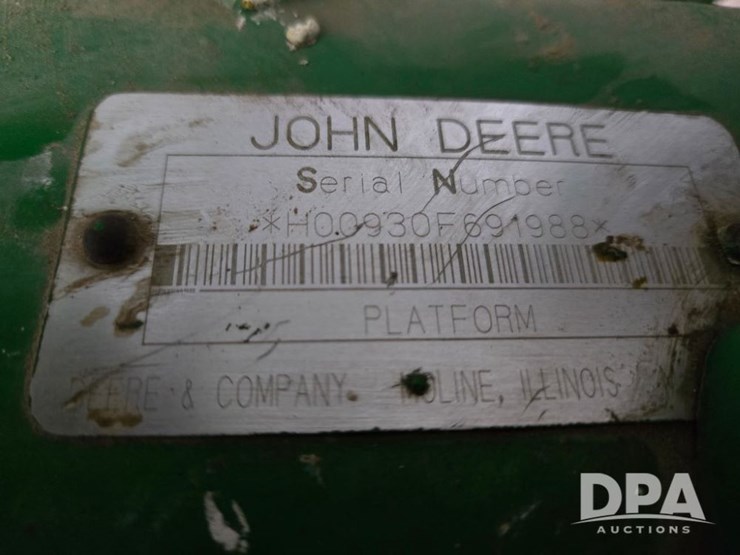 JOHN DEERE
Serial Number
*H00930F691988*
PLATFORM
DEERE & COMPANY MOLINE, ILLINOIS
DPA
AUCTIONS